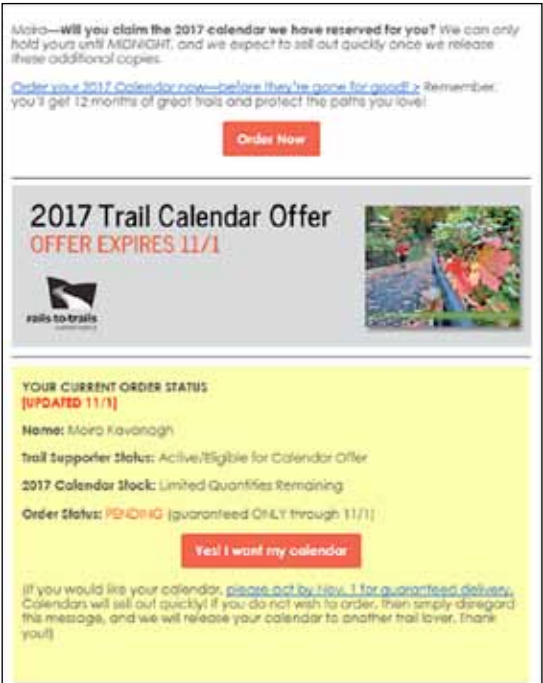 Moira—Will you claim the 2017 calendar we have reserved for you? We can only
hold yours until MIDNIGHT, and we expect to sell out quickly once we release
these additional copies.
Order your 2017 Calendar now—before they're gone for good! > Remember,
you'll get 12 months of great trails and protect the paths you love!
Order Now
2017 Trail Calendar Offer
OFFER EXPIRES 11/1
rails-to-trails
conservancy
YOUR CURRENT ORDER STATUS
[UPDATED 11/1]
Name: Moira Kavanagh
Trail Supporter Status: Active/Eligible for Calendar Offer
2017 Calendar Stock: Limited Quantities Remaining
Order Status: PENDING (guaranteed ONLY through 11/1)
Yes! I want my calendar
(If you would like your calendar, please act by Nov. 1 for guaranteed delivery.
Calendars will sell out quickly! If you do not wish to order, then simply disregard
this message, and we will release your calendar to another trail lover. Thank
you!)